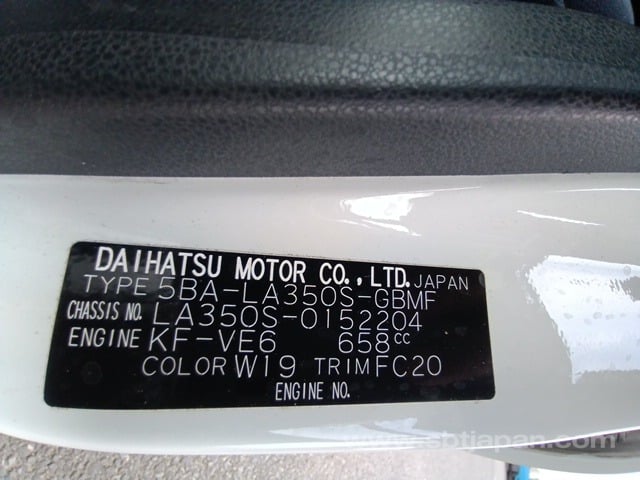 DAIHATSU MOTOR CO.,LTD. JAPAN
TYPE 5BA-LA350S-GBMF
CHASSIS NO. LA350S-0152204
ENGINE KF-VE6 658cc
COLOR W19 TRIM FC20
ENGINE NO.
www.sbtjapan.com